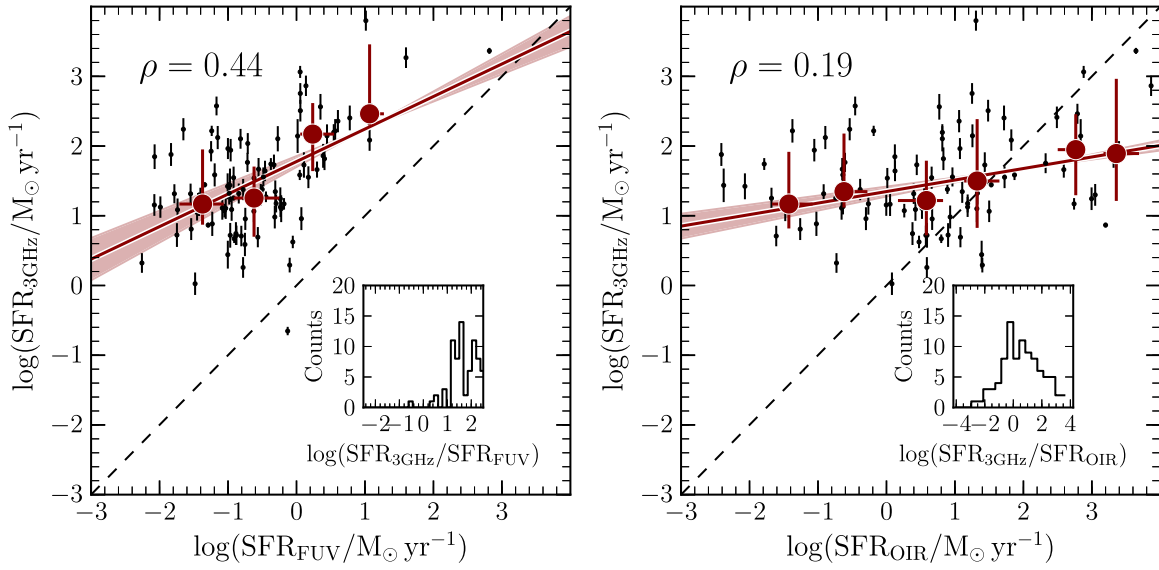 ρ = 0.44
3
2
1
0
−1
−2
−3
log(SFR3GHz/M⊙ yr−1)
−3 −2 −1 0 1 2 3
log(SFRFUV/M⊙ yr−1)
20
15
10
5
0
Counts
−2 −1 0 1 2
log(SFR3GHz/SFRFUV)
ρ = 0.19
3
2
1
0
−1
−2
−3
log(SFR3GHz/M⊙ yr−1)
−3 −2 −1 0 1 2 3
log(SFROIR/M⊙ yr−1)
20
15
10
5
0
Counts
−4 −2 0 2 4
log(SFR3GHz/SFROIR)